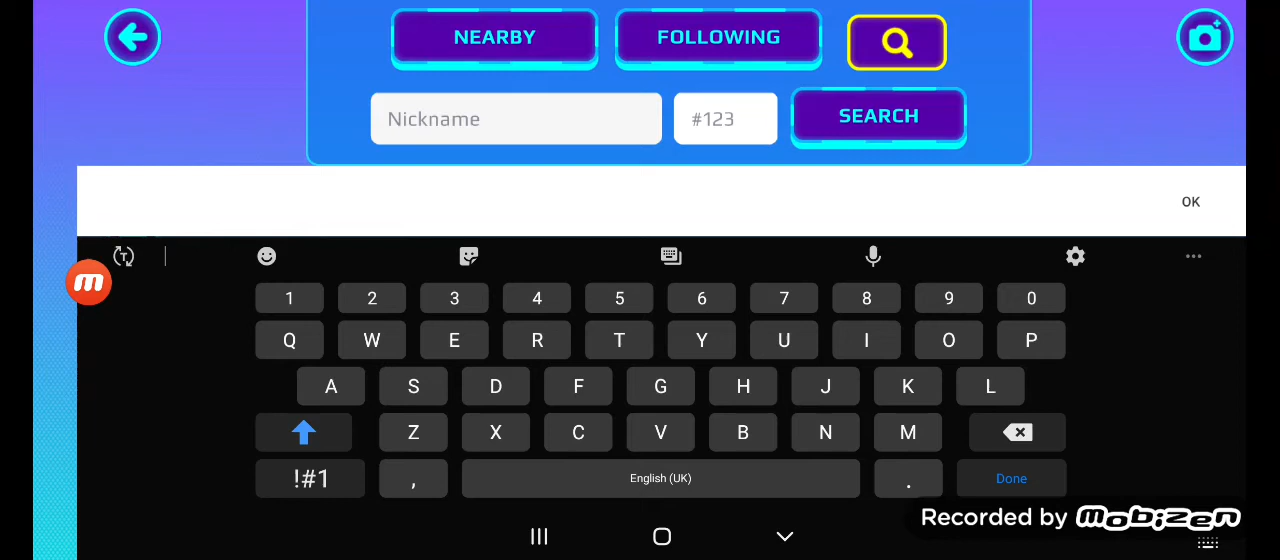 NEARBY FOLLOWING
Nickname #123 SEARCH
OK
T
m
1 2 3 4 5 6 7 8 9 0
Q W E R T Y U I O P
A S D F G H J K L
Z X C V B N M
!#1 , English (UK) . Done
Recorded by mobizen